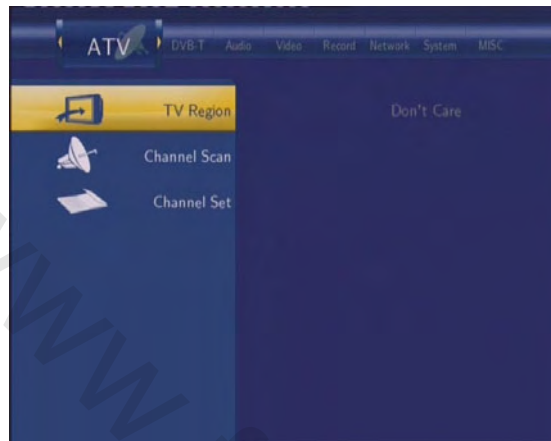 ATV DVB-T Audio Video Record Network System MISC
TV Region Don't Care
Channel Scan
Channel Set